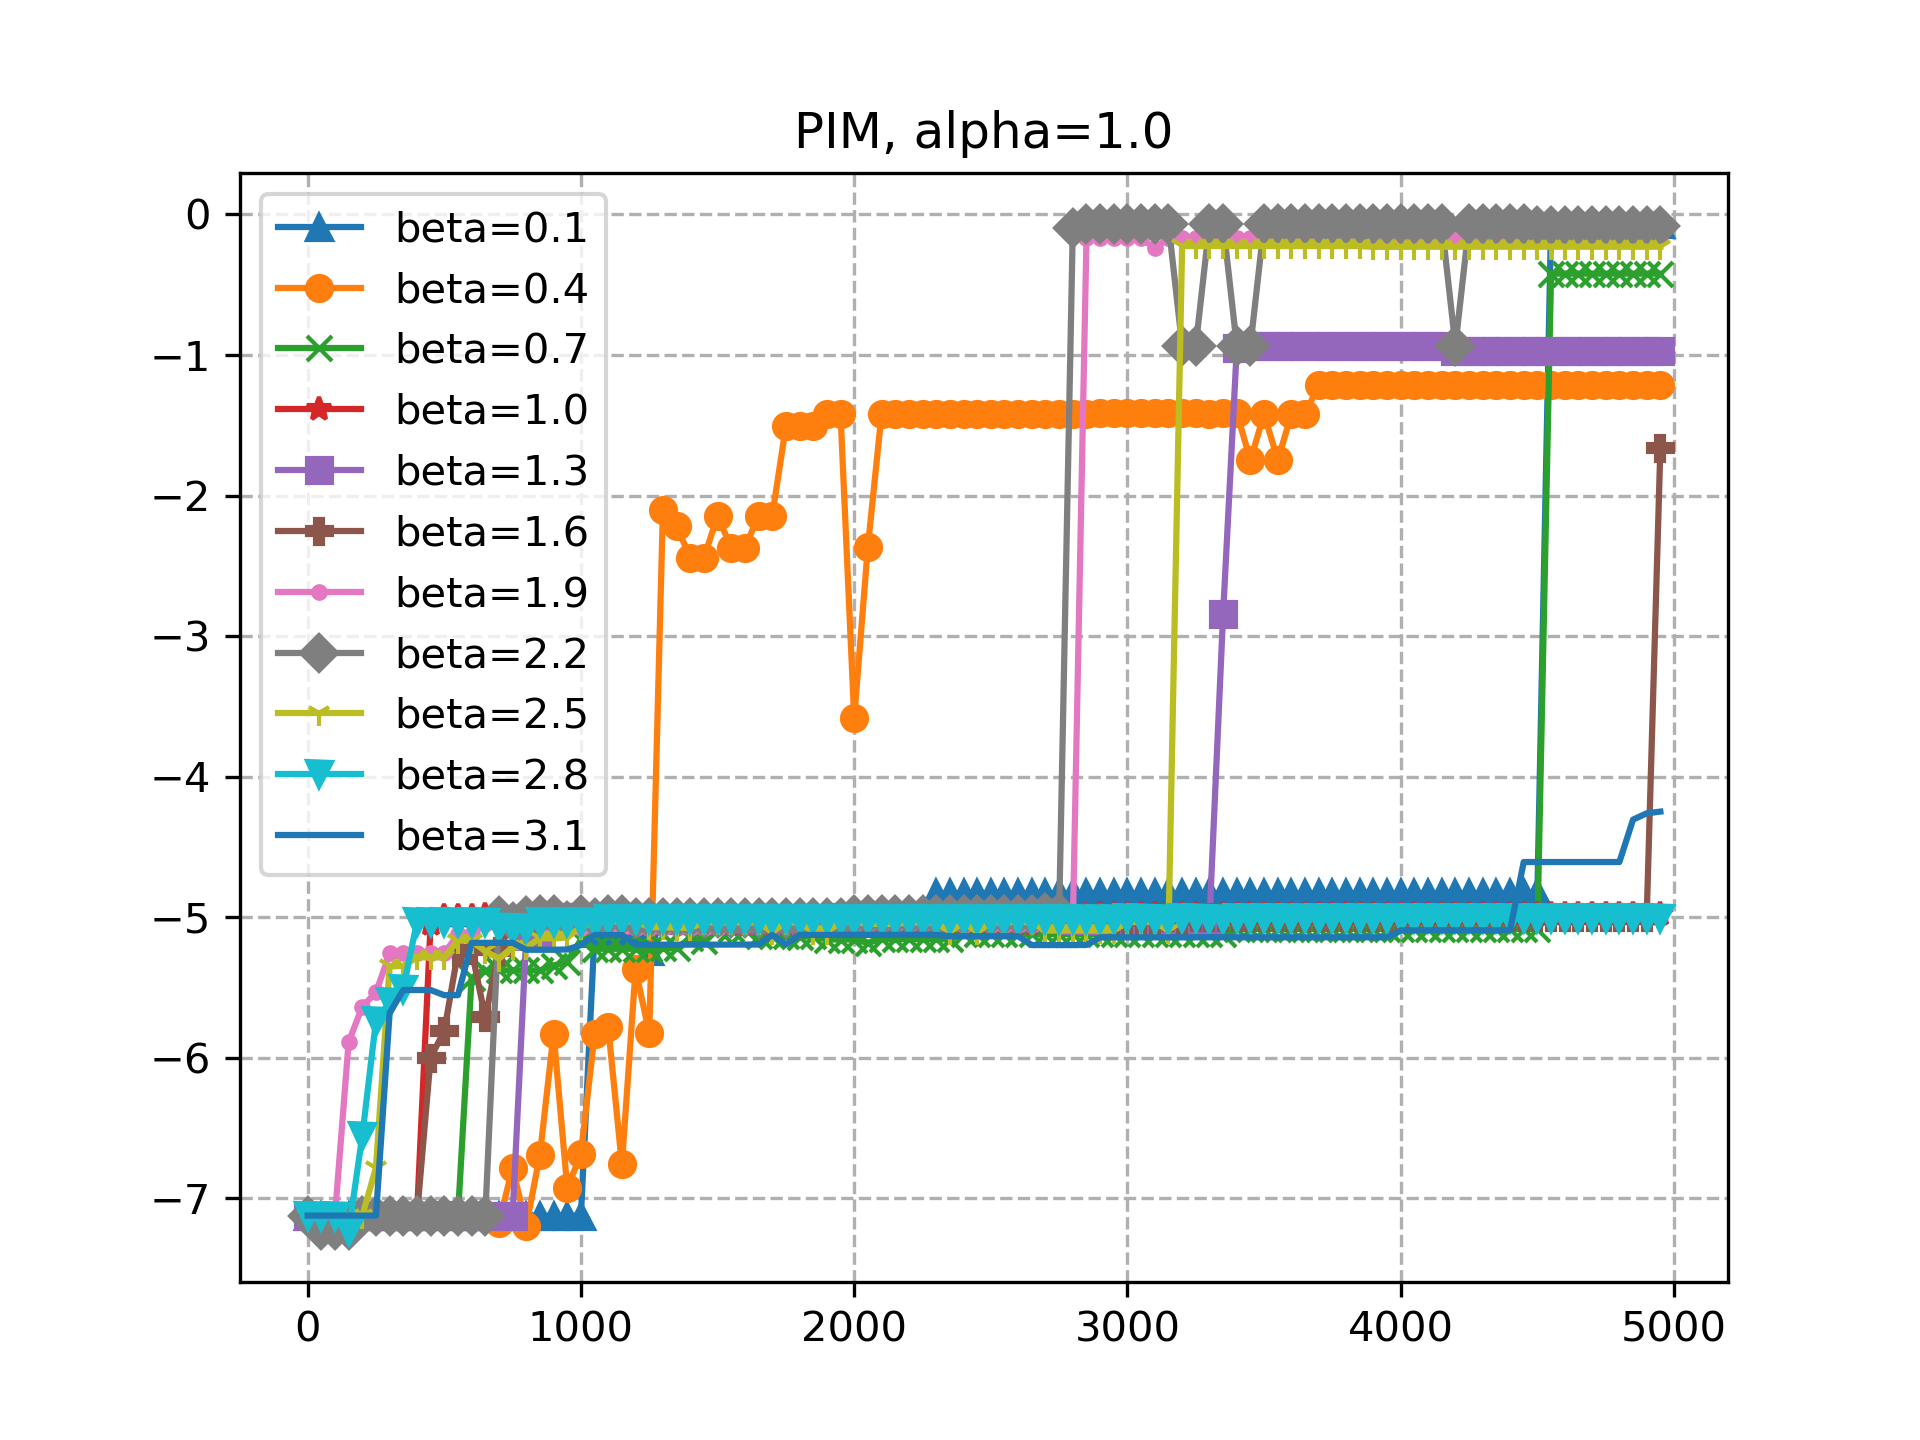 PIM, alpha=1.0
0
−1
−2
−3
−4
−5
−6
−7
beta=0.1
beta=0.4
beta=0.7
beta=1.0
beta=1.3
beta=1.6
beta=1.9
beta=2.2
beta=2.5
beta=2.8
beta=3.1
0 1000 2000 3000 4000 5000